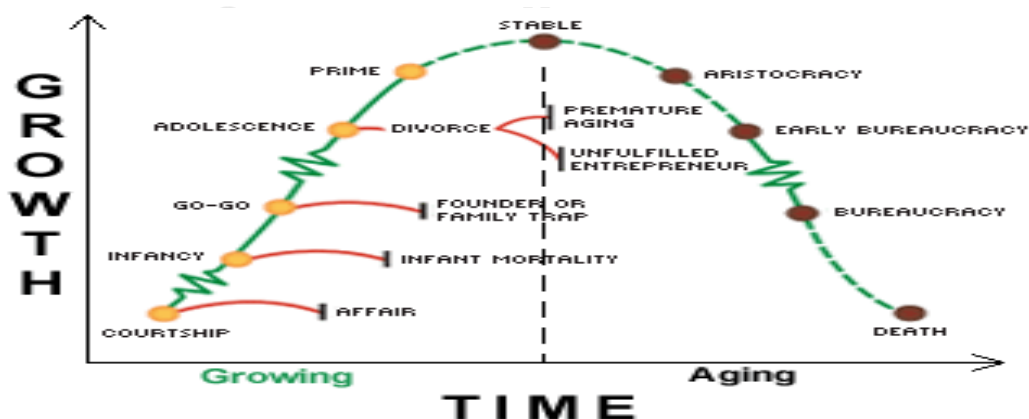 STABLE
PRIME
ARISTOCRACY
ADOLESCENCE
DIVORCE
PREMATURE
AGING
UNFULFILLED
ENTREPRENEUR
EARLY BUREAUCRACY
GO-GO
FOUNDER OR
FAMILY TRAP
BUREAUCRACY
INFANCY
INFANT MORTALITY
COURTSHIP
AFFAIR
DEATH
GROWTH
Growing
Aging
TIME